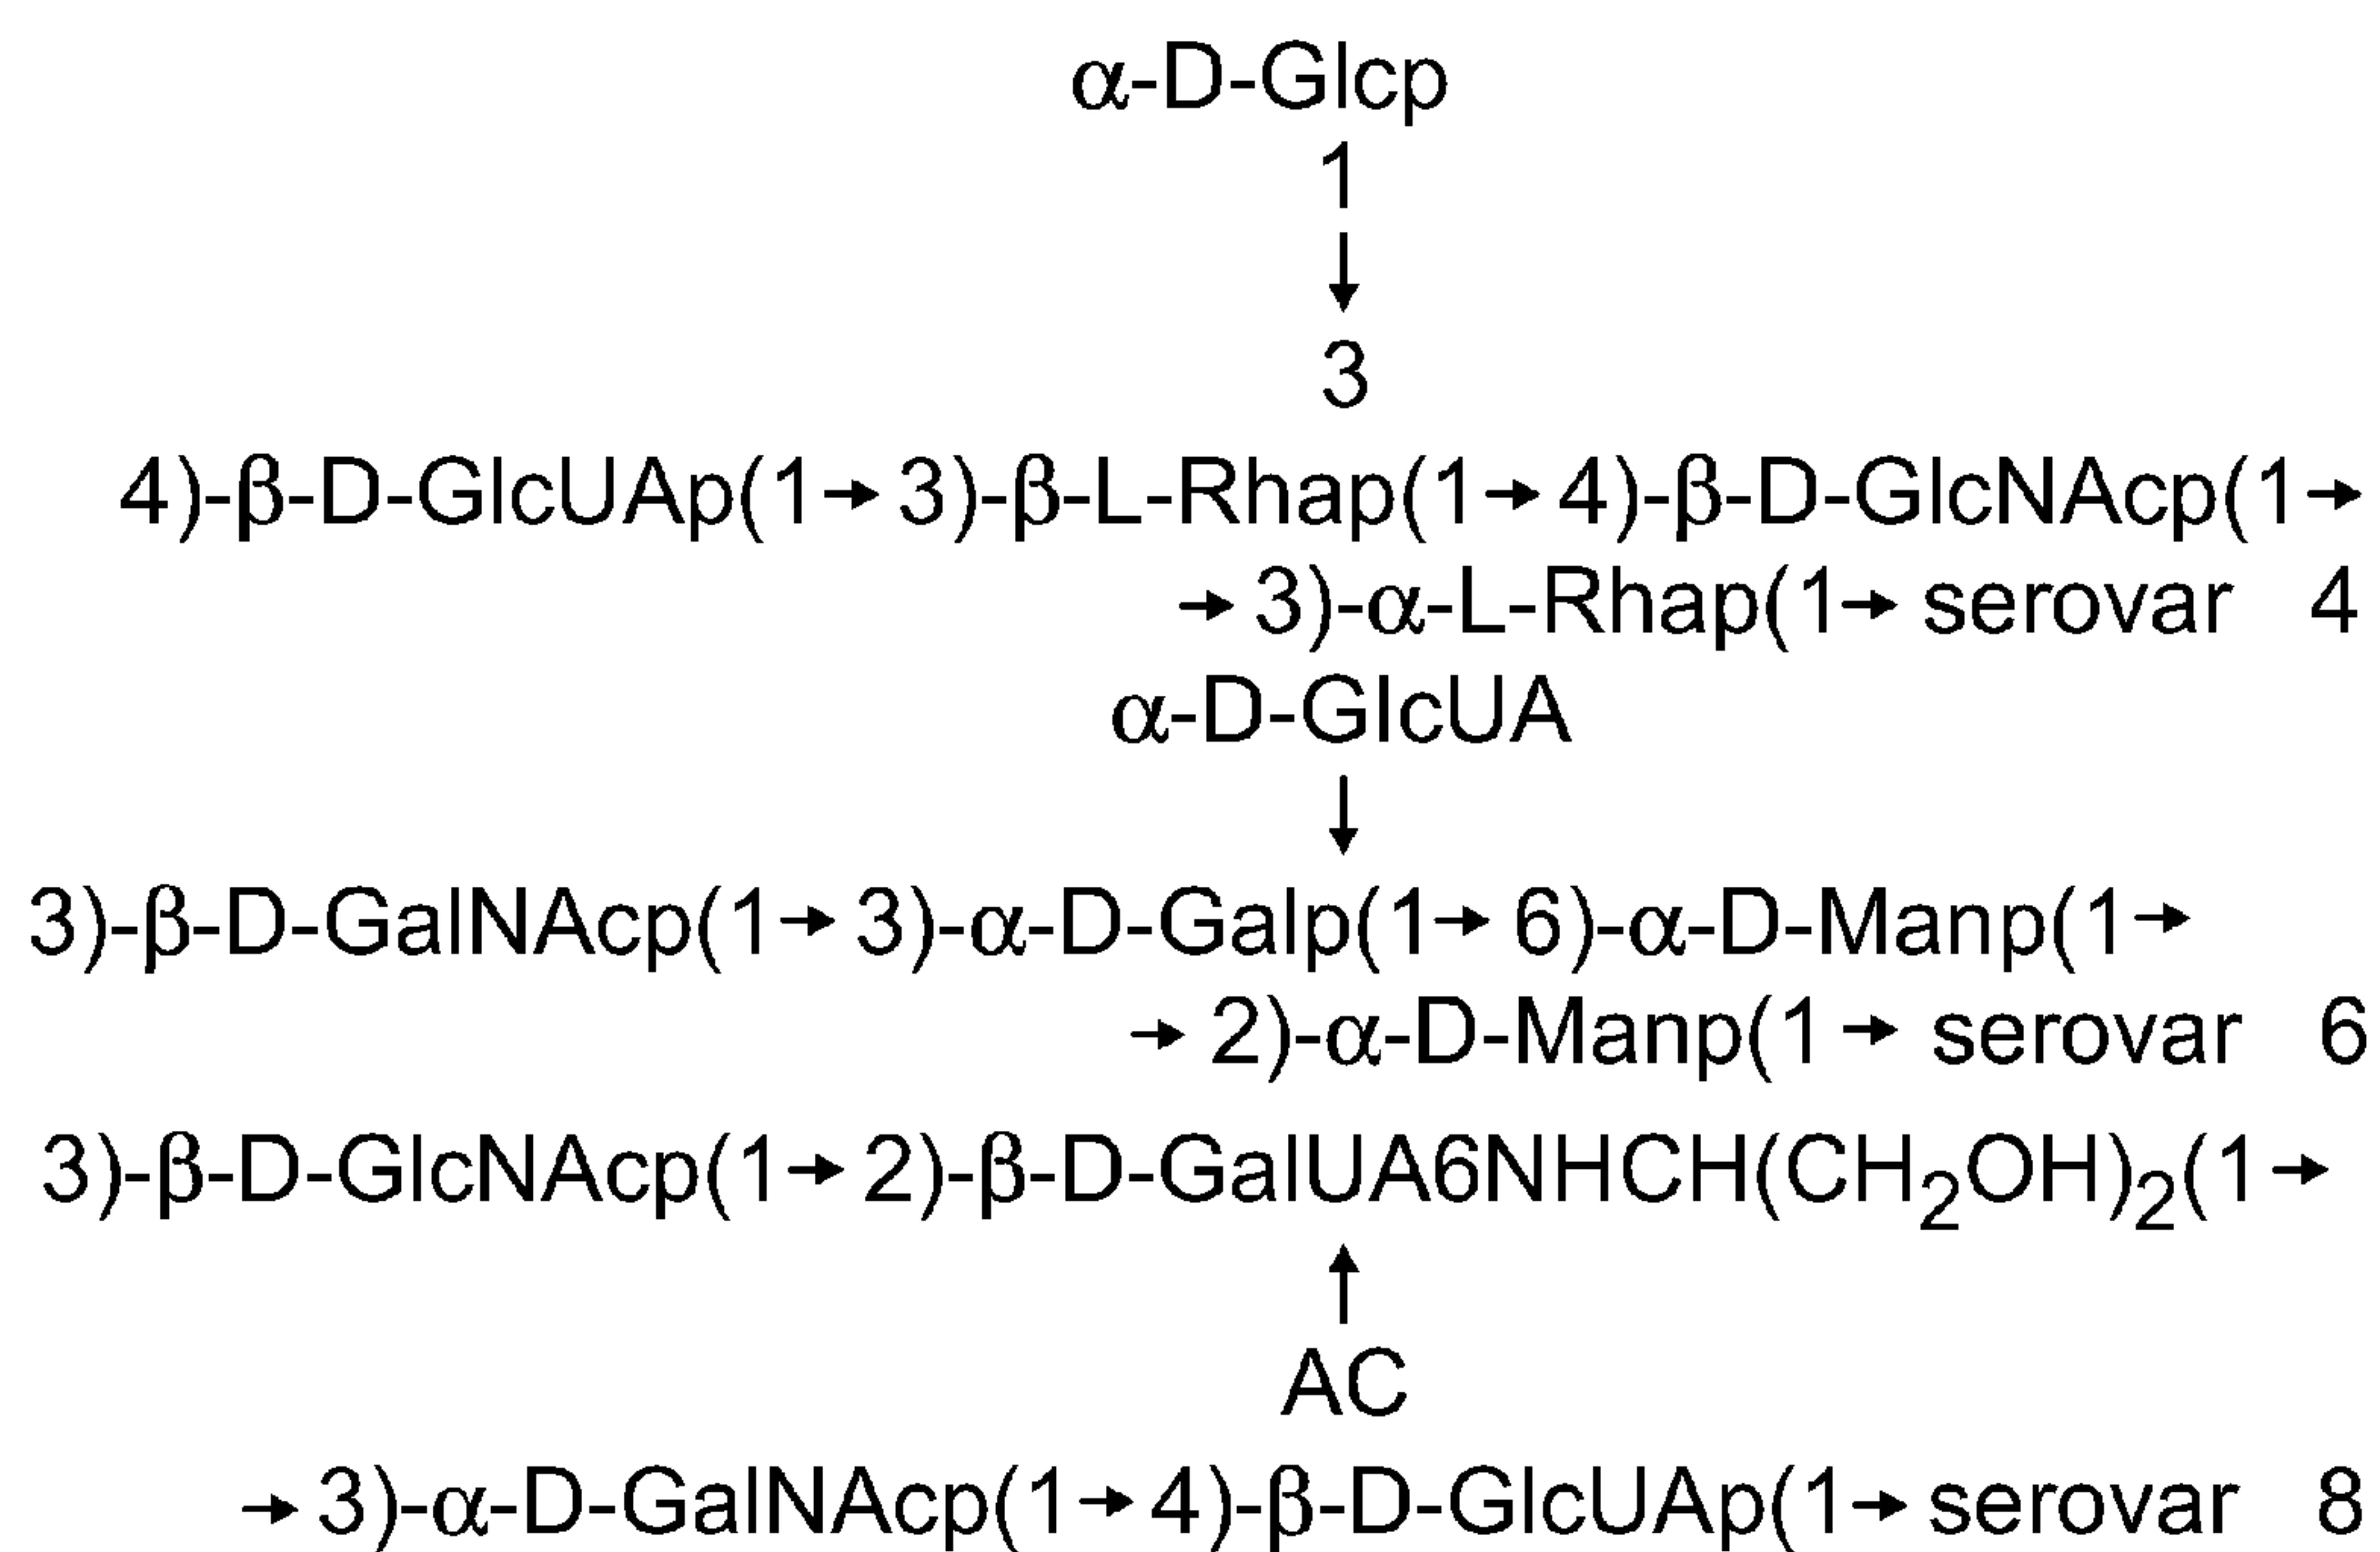 α-D-Glcp
1
↓
3
4)-β-D-GlcUAp(1→3)-β-L-Rhap(1→4)-β-D-GlcNAcp(1→
→3)-α-L-Rhap(1→ serovar 4
α-D-GlcUA
↓
3)-β-D-GalNAcp(1→3)-α-D-Galp(1→6)-α-D-Manp(1→
→2)-α-D-Manp(1→ serovar 6
3)-β-D-GlcNAcp(1→2)-β-D-GalUA6NHCH(CH₂OH)₂(1→
↑
AC
→3)-α-D-GalNAcp(1→4)-β-D-GlcUAp(1→ serovar 8